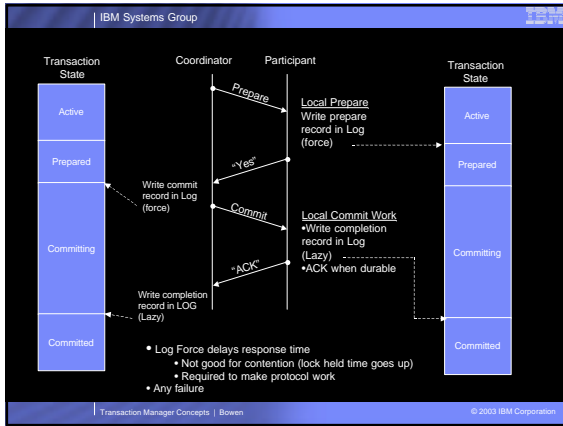 IBM Systems Group
IBM
Transaction
State
Coordinator
Participant
Transaction
State
Active
Prepared
Committing
Committed
Prepare
"Yes"
Commit
"ACK"
Write commit
record in Log
(force)
Write completion
record in LOG
(Lazy)
Local Prepare
Write prepare
record in Log
(force)
Local Commit Work
•Write completion
record in Log
(Lazy)
•ACK when durable
Active
Prepared
Committing
Committed
• Log Force delays response time
• Not good for contention (lock held time goes up)
• Required to make protocol work
• Any failure
Transaction Manager Concepts | Bowen
© 2003 IBM Corporation